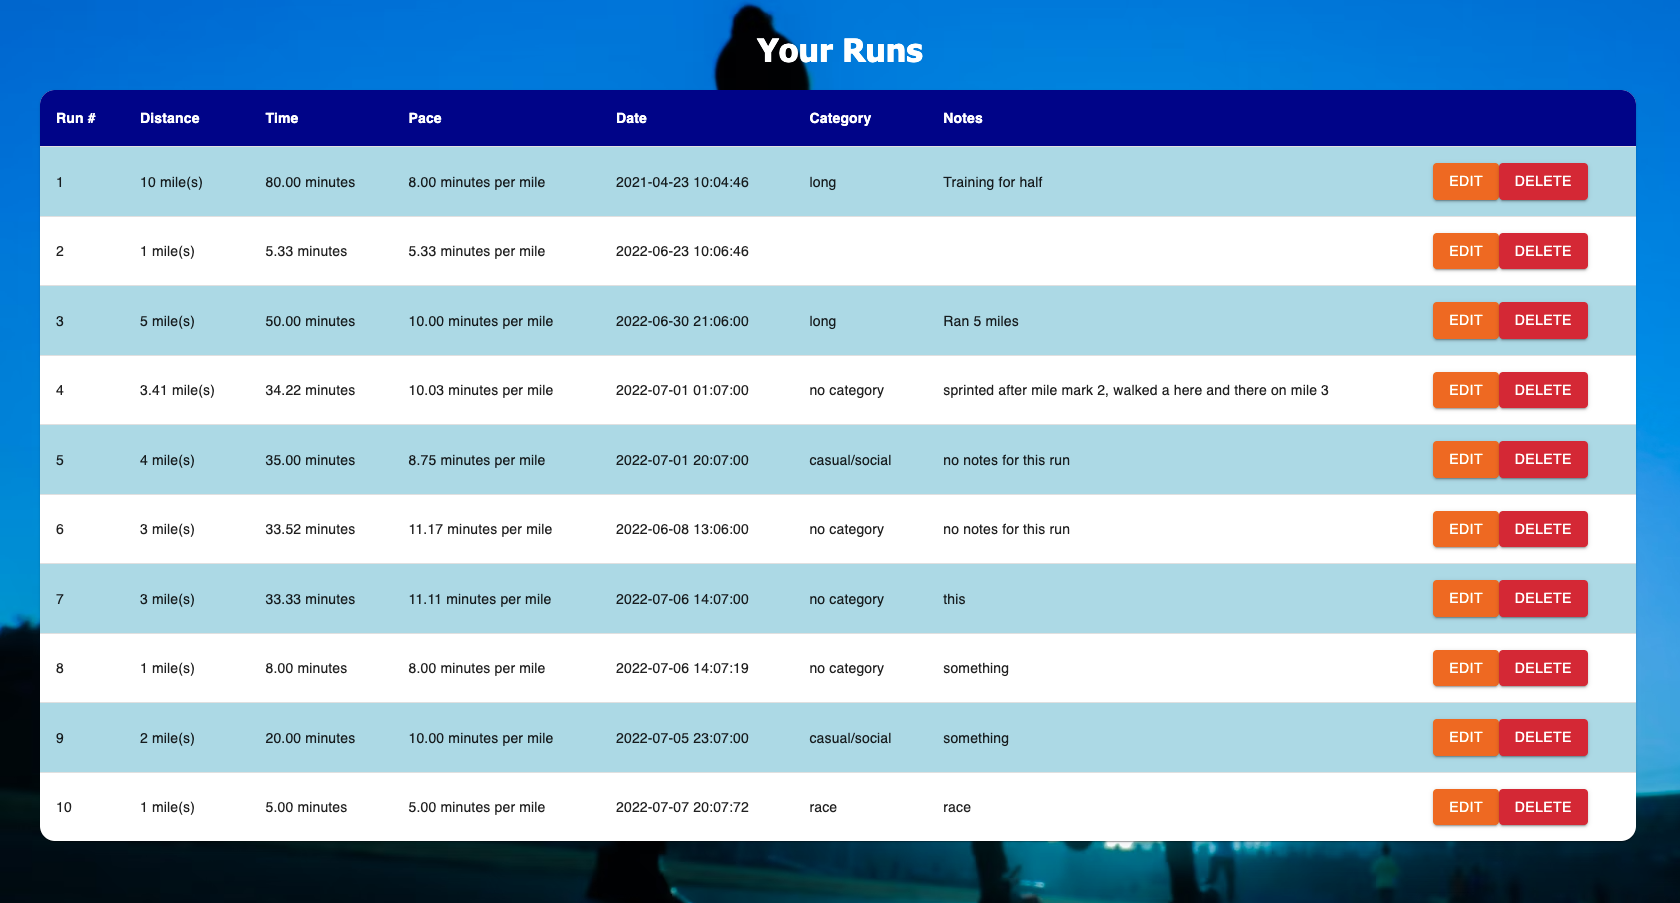 Your Runs
Run # Distance Time Pace Date Category Notes
1 10 mile(s) 80.00 minutes 8.00 minutes per mile 2021-04-23 10:04:46 long Training for half EDIT DELETE
2 1 mile(s) 5.33 minutes 5.33 minutes per mile 2022-06-23 10:06:46 EDIT DELETE
3 5 mile(s) 50.00 minutes 10.00 minutes per mile 2022-06-30 21:06:00 long Ran 5 miles EDIT DELETE
4 3.41 mile(s) 34.22 minutes 10.03 minutes per mile 2022-07-01 01:07:00 no category sprinted after mile mark 2, walked a here and there on mile 3 EDIT DELETE
5 4 mile(s) 35.00 minutes 8.75 minutes per mile 2022-07-01 20:07:00 casual/social no notes for this run EDIT DELETE
6 3 mile(s) 33.52 minutes 11.17 minutes per mile 2022-06-08 13:06:00 no category no notes for this run EDIT DELETE
7 3 mile(s) 33.33 minutes 11.11 minutes per mile 2022-07-06 14:07:00 no category this EDIT DELETE
8 1 mile(s) 8.00 minutes 8.00 minutes per mile 2022-07-06 14:07:19 no category something EDIT DELETE
9 2 mile(s) 20.00 minutes 10.00 minutes per mile 2022-07-05 23:07:00 casual/social something EDIT DELETE
10 1 mile(s) 5.00 minutes 5.00 minutes per mile 2022-07-07 20:07:72 race race EDIT DELETE